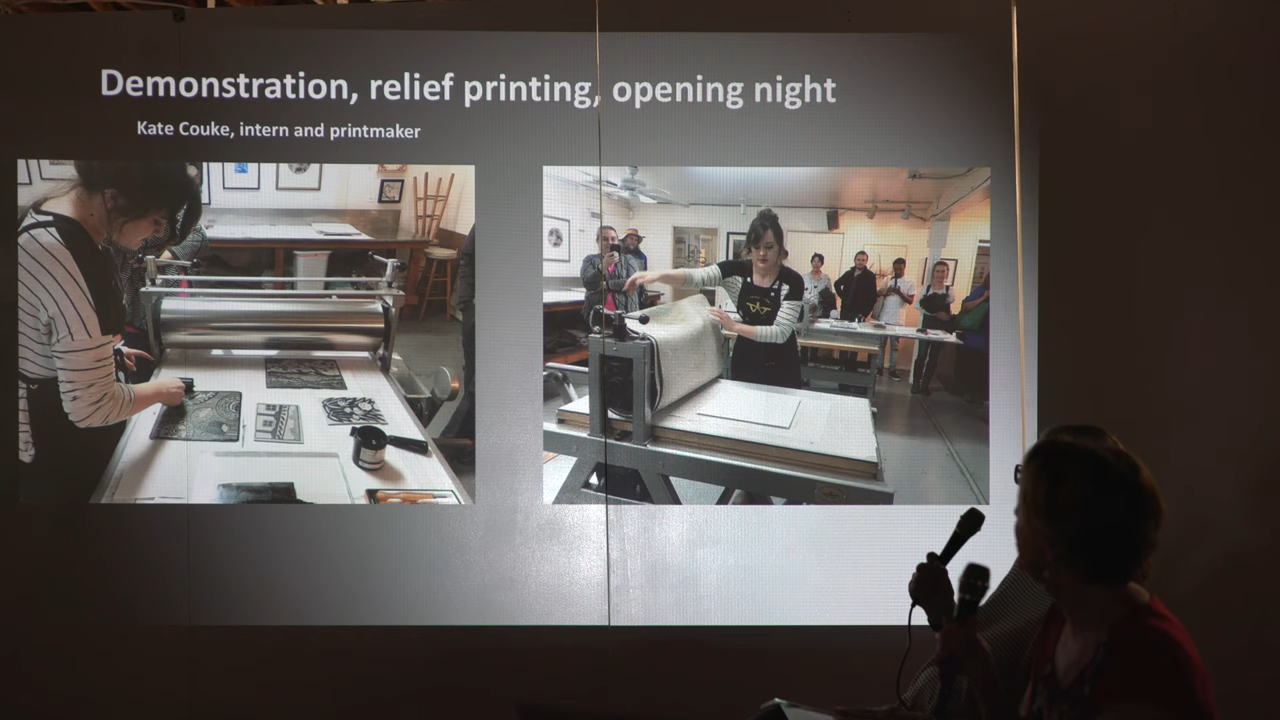 Demonstration, relief printing, opening night
Kate Couke, intern and printmaker